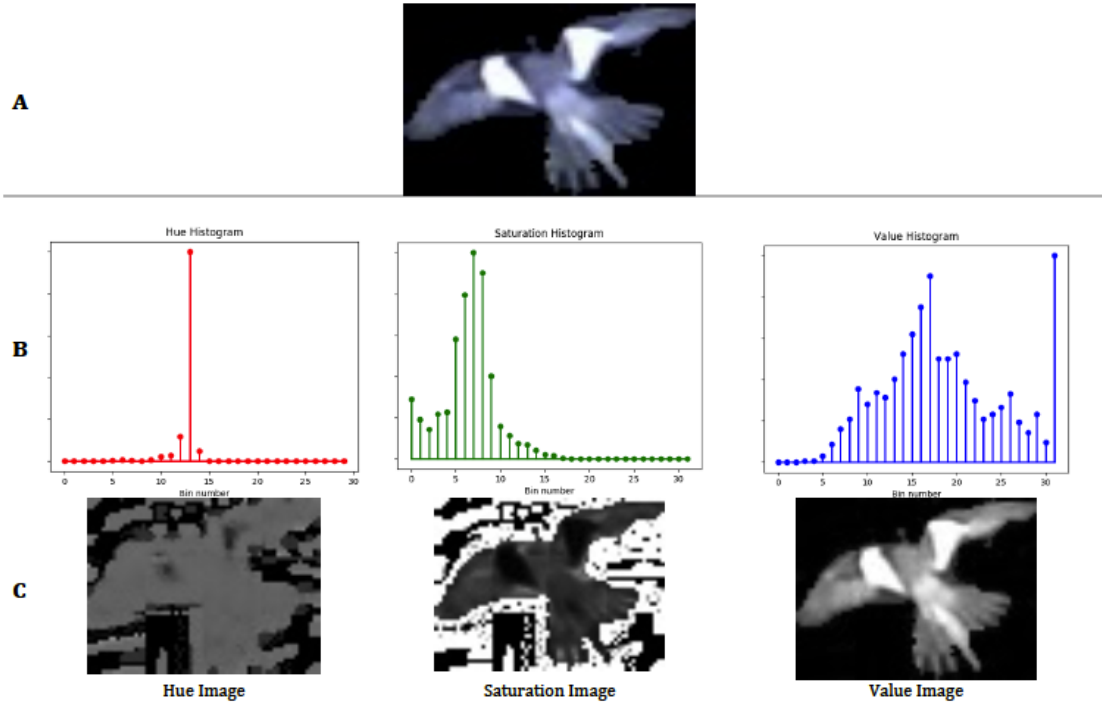 A
Hue Histogram
Saturation Histogram
Value Histogram
B
0 5 10 15 20 25 30
0 5 10 15 20 25 30
0 5 10 15 20 25 30
Bin number
Bin number
Bin number
C
Hue Image
Saturation Image
Value Image